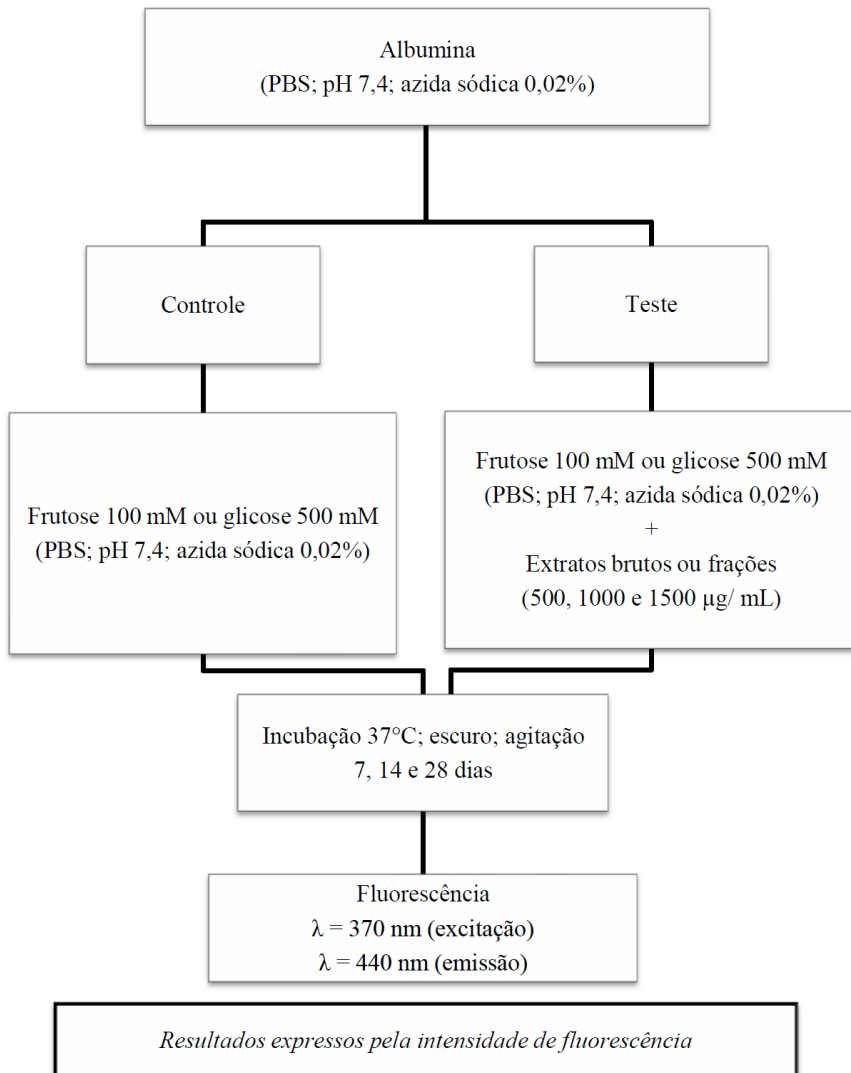 Albumina
(PBS; pH 7,4; azida sódica 0,02%)
Controle
Teste
Frutose 100 mM ou glicose 500 mM
(PBS; pH 7,4; azida sódica 0,02%)
Frutose 100 mM ou glicose 500 mM
(PBS; pH 7,4; azida sódica 0,02%)
+
Extratos brutos ou frações
(500, 1000 e 1500 µg/ mL)
Incubação 37°C; escuro; agitação
7, 14 e 28 dias
Fluorescência
λ = 370 nm (excitação)
λ = 440 nm (emissão)
Resultados expressos pela intensidade de fluorescência